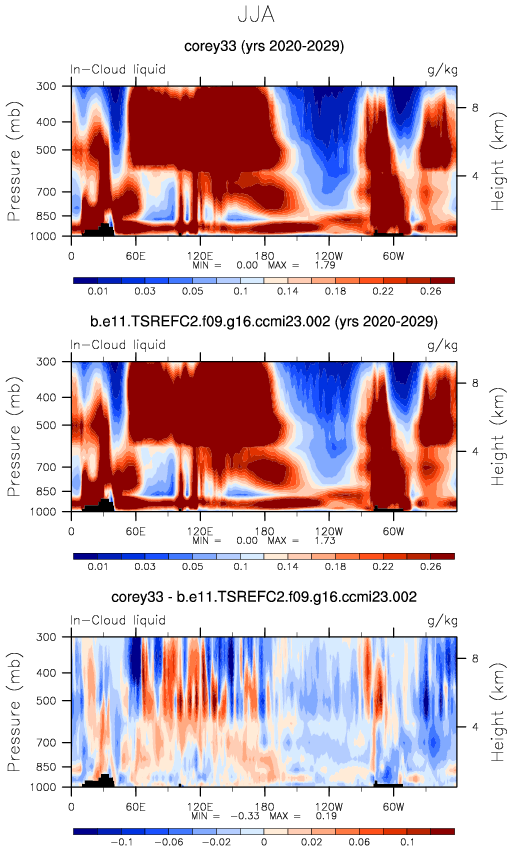 JJA
corey33 (yrs 2020-2029)
In-Cloud liquid g/kg
300
400
500
700
850
1000
Pressure (mb)
8
4
Height (km)
0 60E 120E 180 120W 60W
MIN = 0.00 MAX = 1.79
0.01 0.03 0.05 0.10 0.14 0.18 0.22 0.26
b.e11.TSREFC2.f09.g16.ccmi23.002 (yrs 2020-2029)
In-Cloud liquid g/kg
300
400
500
700
850
1000
Pressure (mb)
8
4
Height (km)
0 60E 120E 180 120W 60W
MIN = 0.00 MAX = 1.73
0.01 0.03 0.05 0.10 0.14 0.18 0.22 0.26
corey33 - b.e11.TSREFC2.f09.g16.ccmi23.002
In-Cloud liquid g/kg
300
400
500
700
850
1000
Pressure (mb)
8
4
Height (km)
0 60E 120E 180 120W 60W
MIN = -0.33 MAX = 0.19
-0.1 -0.06 -0.02 0 0.02 0.06 0.1